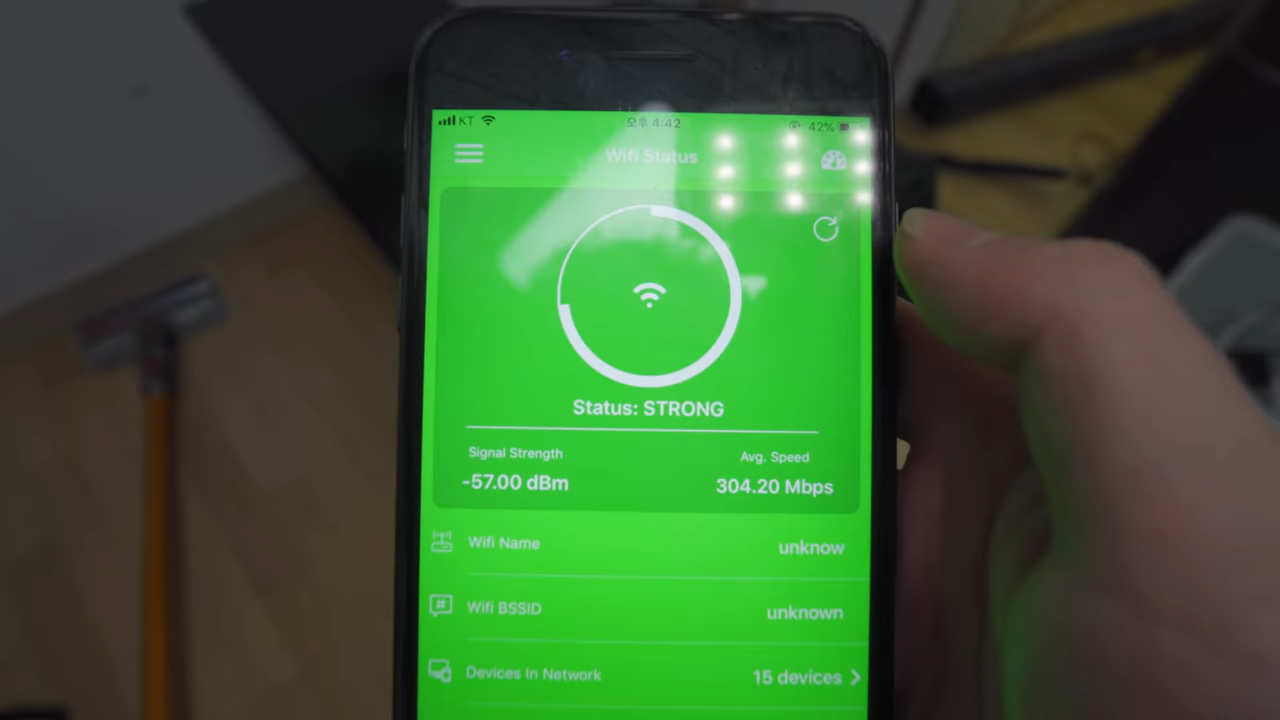 KT 오후 4:42 42%
Wifi Status
Status: STRONG
Signal Strength Avg. Speed
-57.00 dBm 304.20 Mbps
Wifi Name unknow
Wifi BSSID unknown
Devices In Network 15 devices